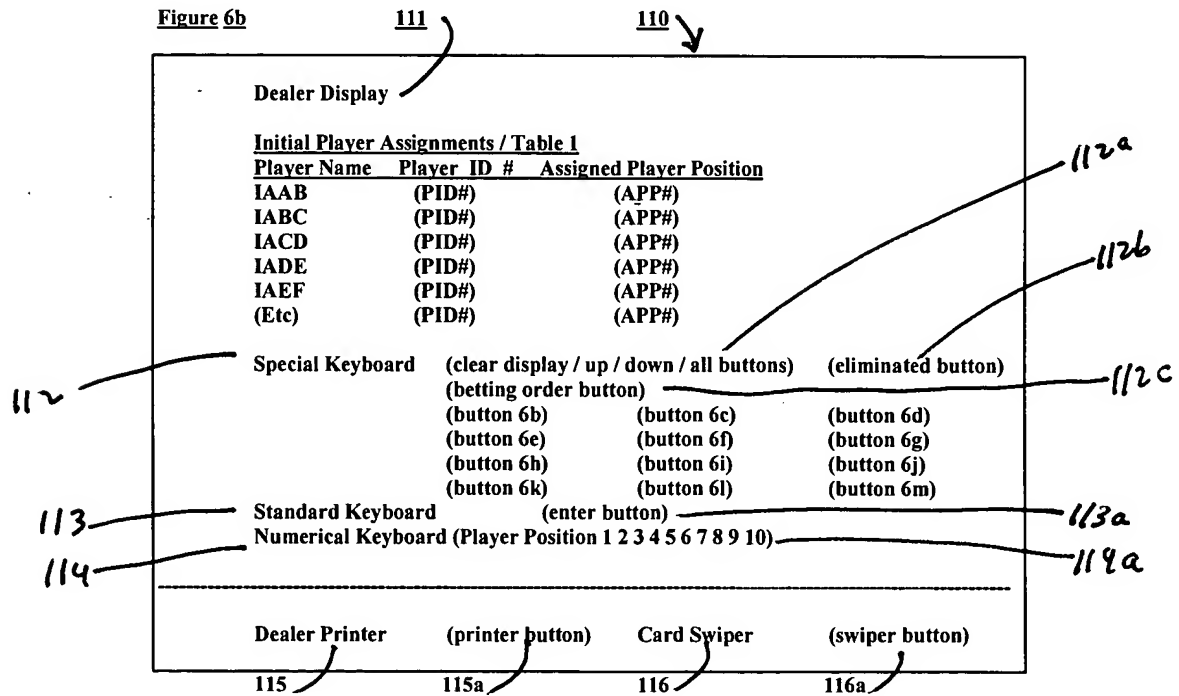 Figure 6b 111 110
Dealer Display
Initial Player Assignments / Table 1
Player Name Player ID # Assigned Player Position
IAAB (PID#) (APP#)
IABC (PID#) (APP#)
IACD (PID#) (APP#)
IADE (PID#) (APP#)
IAEF (PID#) (APP#)
(Etc) (PID#) (APP#)
112a
112b
Special Keyboard (clear display / up / down / all buttons) (eliminated button)
112 (betting order button) 112c
(button 6b) (button 6c) (button 6d)
(button 6e) (button 6f) (button 6g)
(button 6h) (button 6i) (button 6j)
(button 6k) (button 6l) (button 6m)
113 Standard Keyboard (enter button) 113a
114 Numerical Keyboard (Player Position 1 2 3 4 5 6 7 8 9 10) 114a
Dealer Printer (printer button) Card Swiper (swiper button)
115 115a 116 116a